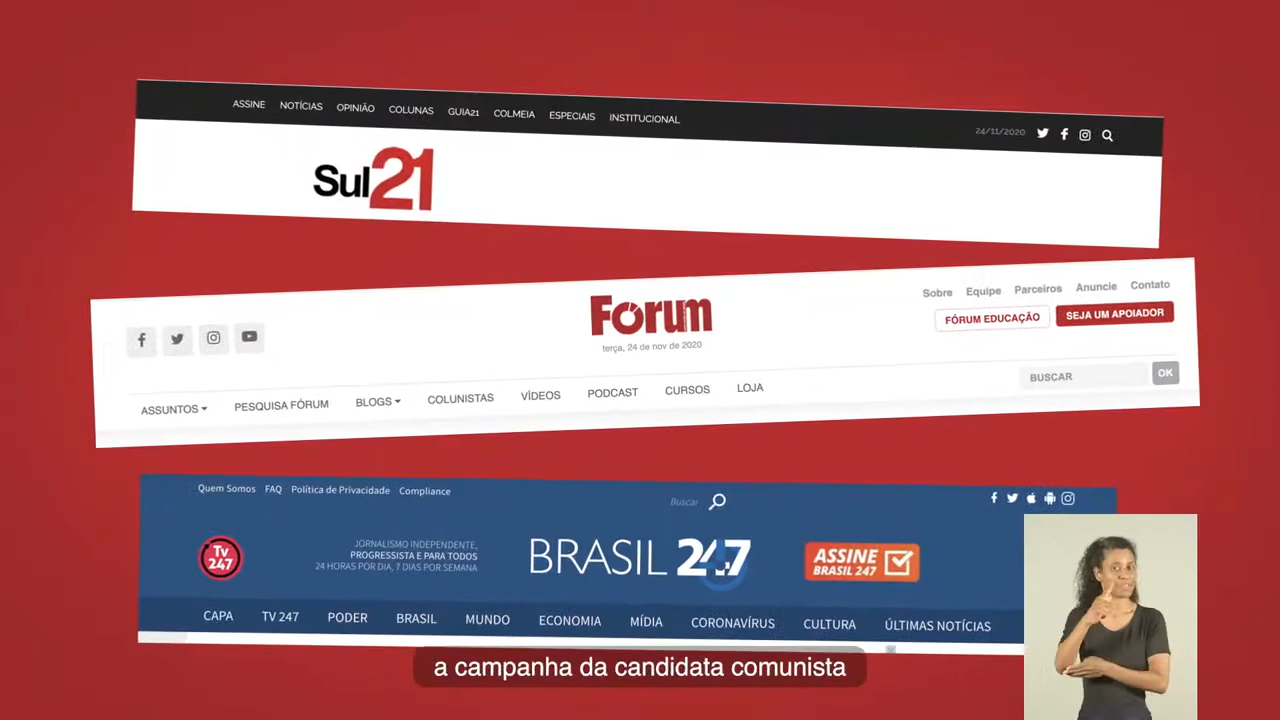 ASSINE NOTÍCIAS OPINIÃO COLUNAS GUIA21 COLMEIA ESPECIAIS INSTITUCIONAL
24/11/2020
Sul21
Fórum
terça, 24 de nov de 2020
Sobre Equipe Parceiros Anuncie Contato
FÓRUM EDUCAÇÃO SEJA UM APOIADOR
BUSCAR OK
ASSUNTOS PESQUISA FÓRUM BLOGS COLUNISTAS VÍDEOS PODCAST CURSOS LOJA
Quem Somos FAQ Política de Privacidade Compliance
Buscar
Tv
247
JORNALISMO INDEPENDENTE,
PROGRESSISTA E PARA TODOS
24 HORAS POR DIA, 7 DIAS POR SEMANA
BRASIL 247
ASSINE
BRASIL 247
CAPA TV 247 PODER BRASIL MUNDO ECONOMIA MÍDIA CORONAVÍRUS CULTURA ÚLTIMAS NOTÍCIAS
a campanha da candidata comunista